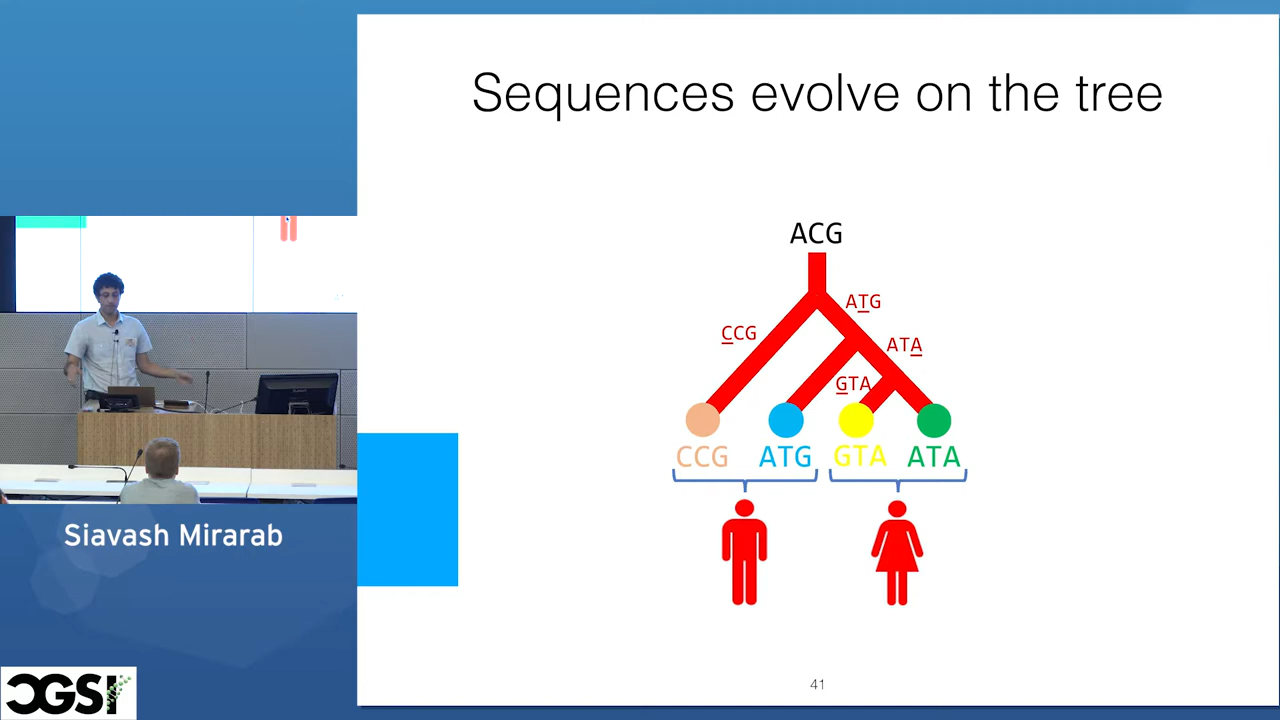 Sequences evolve on the tree
ACG
ATG
CCG
ATA
GTA
CCG ATG GTA ATA
Siavash Mirarab
CGSI
41